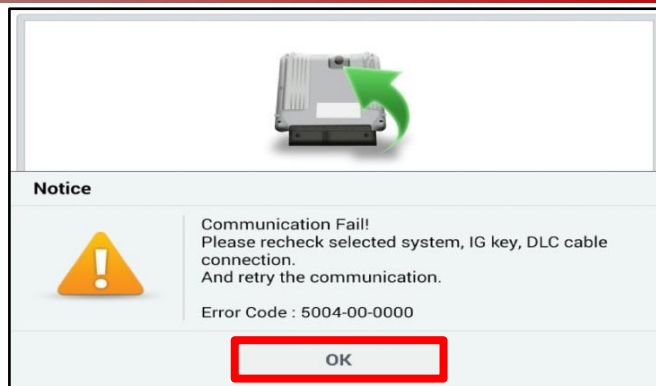 Notice
Communication Fail!
Please recheck selected system, IG key, DLC cable
connection.
And retry the communication.
Error Code : 5004-00-0000
OK